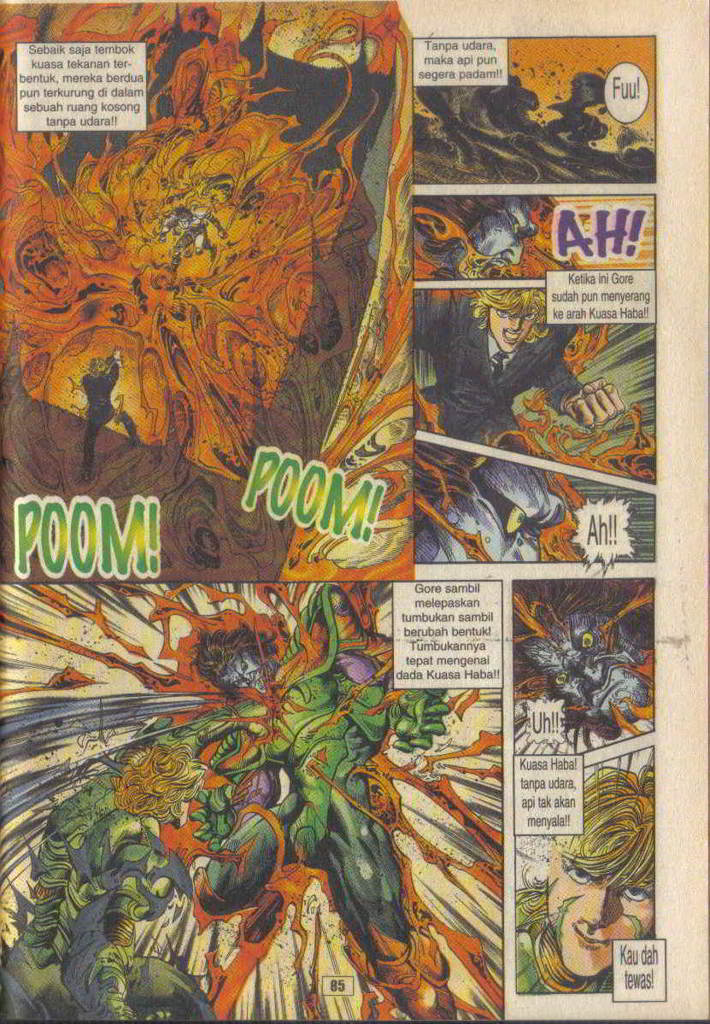 Sebaik saja tembok
kuasa tekanan ter-
bentuk, mereka berdua
pun terkurung di dalam
sebuah ruang kosong
tanpa udara!!
POOM!
POOM!
Tanpa udara,
maka api pun
segera padam!!
Fuu!
AH!
Ketika ini Gore
sudah pun menyerang
ke arah Kuasa Haba!!
Ah!!
Gore sambil
melepaskan
tumbukan sambil
berubah bentuk!
Tumbukannya
tepat mengenai
dada Kuasa Haba!!
Uh!!
Kuasa Haba!
tanpa udara,
api tak akan
menyala!!
Kau dah
tewas!
85